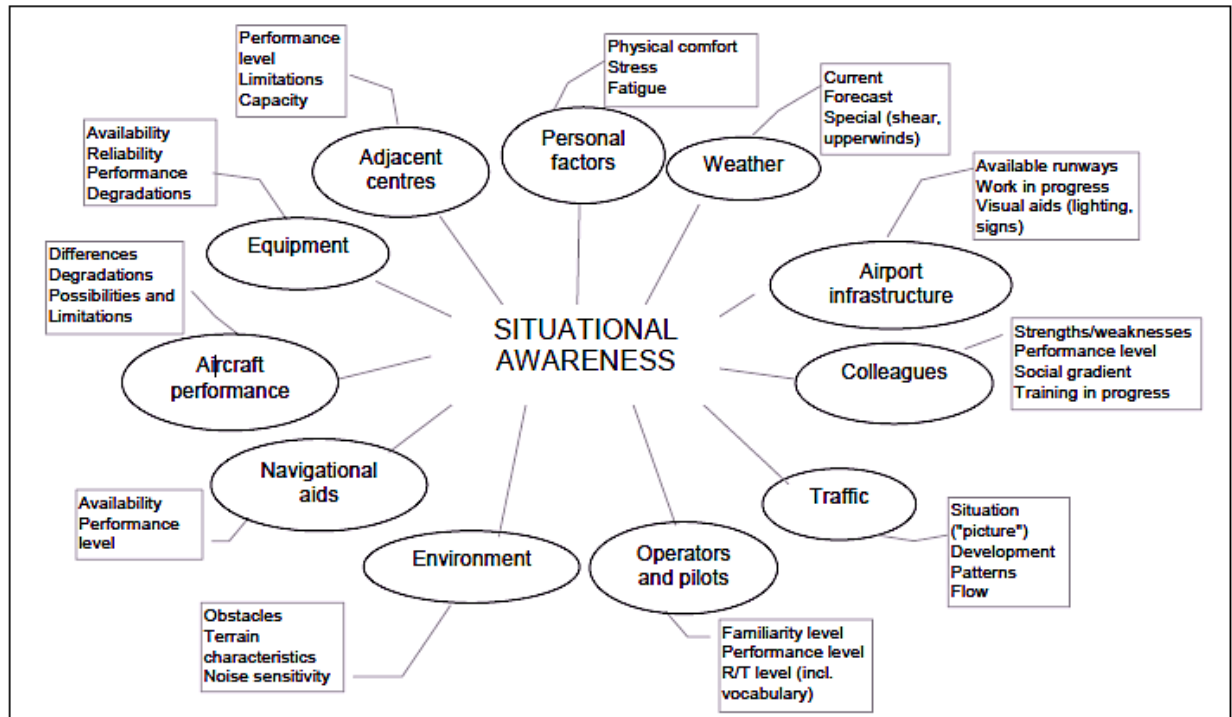 Performance
level
Limitations
Capacity
Physical comfort
Stress
Fatigue
Current
Forecast
Special (shear,
upperwinds)
Availability
Reliability
Performance
Degradations
Adjacent
centres
Personal
factors
Weather
Available runways
Work in progress
Visual aids (lighting,
signs)
Equipment
Differences
Degradations
Possibilities and
Limitations
Airport
infrastructure
SITUATIONAL
AWARENESS
Strengths/weaknesses
Performance level
Social gradient
Training in progress
Aircraft
performance
Colleagues
Navigational
aids
Traffic
Availability
Performance
level
Situation
("picture")
Development
Patterns
Flow
Environment
Operators
and pilots
Obstacles
Terrain
characteristics
Noise sensitivity
Familiarity level
Performance level
R/T level (incl.
vocabulary)